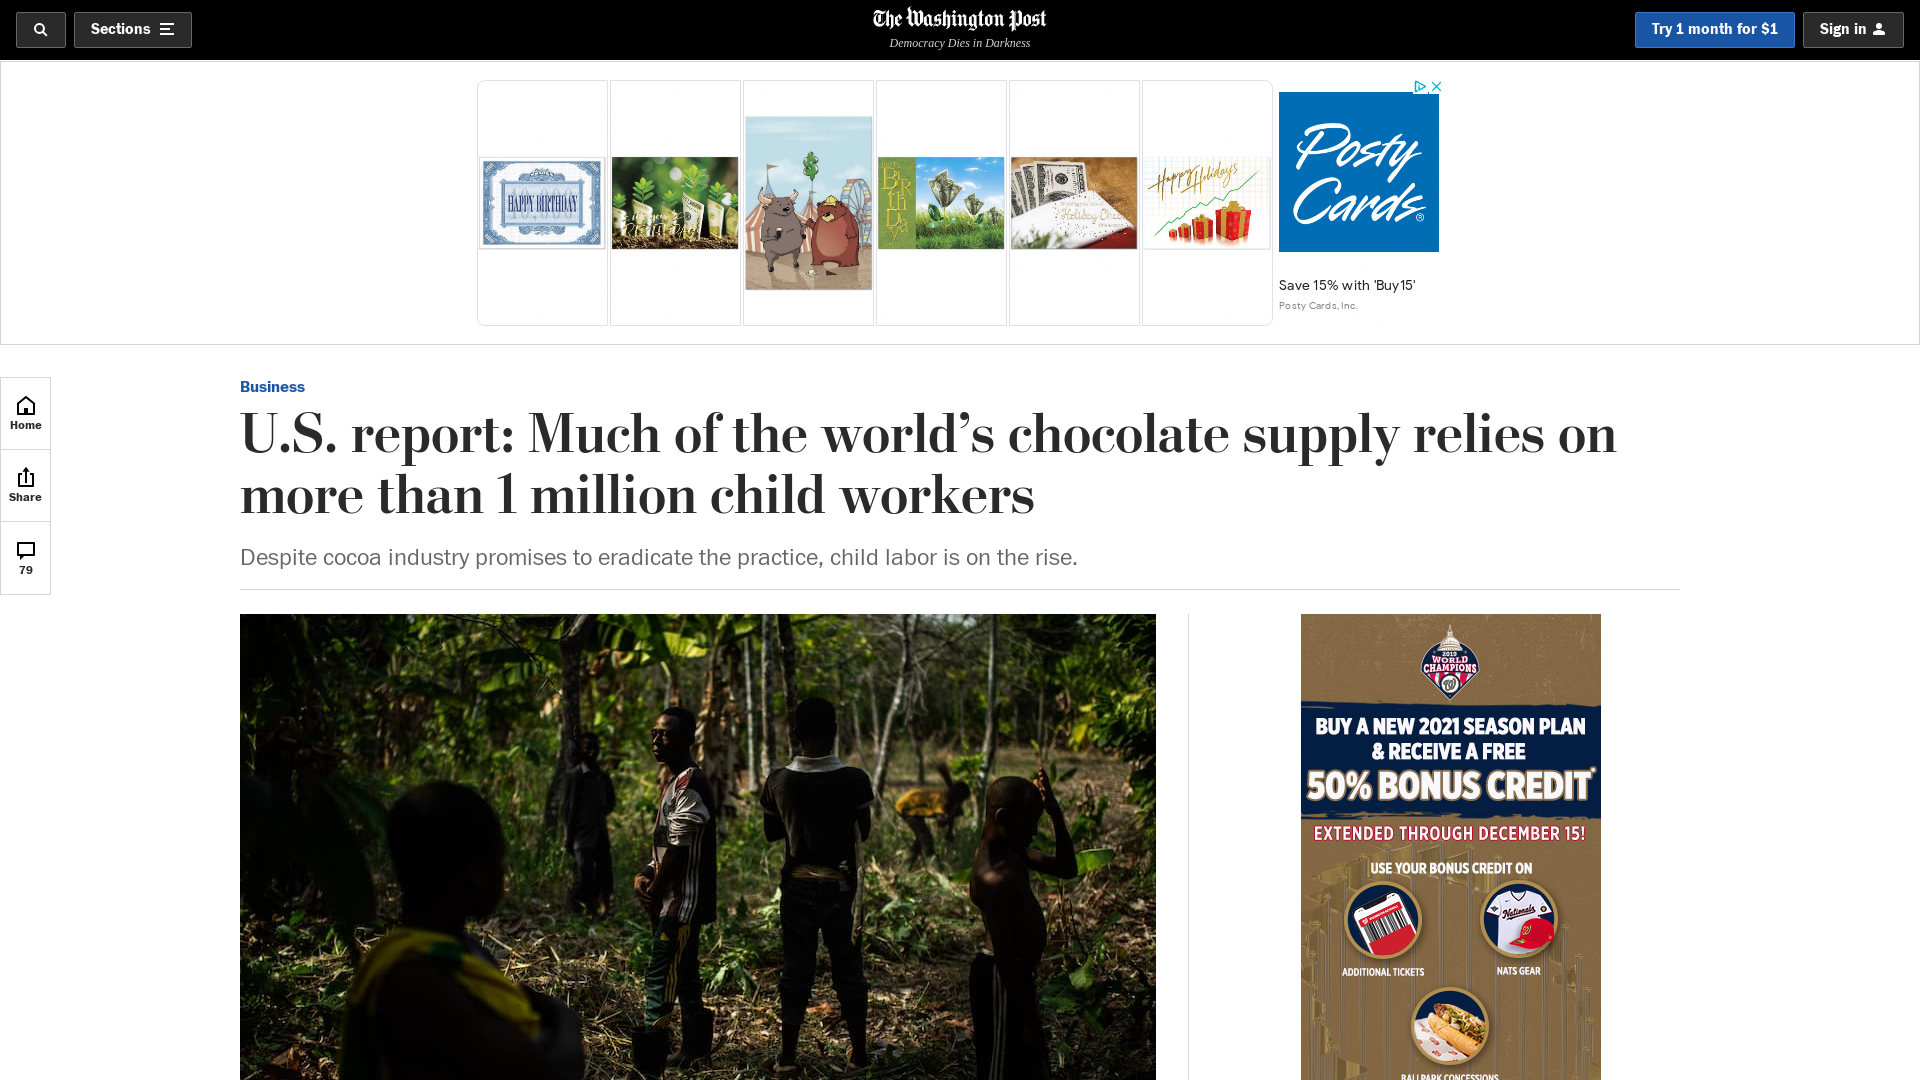 Sections
The Washington Post
Democracy Dies in Darkness
Try 1 month for $1
Sign in
HAPPY BIRTHDAY
BiRtHDay
Happy Holidays
Posty
Cards®
Save 15% with 'Buy15'
Posty Cards, Inc.
Home
Share
79
Business
U.S. report: Much of the world’s chocolate supply relies on
more than 1 million child workers
Despite cocoa industry promises to eradicate the practice, child labor is on the rise.
2019
WORLD
CHAMPIONS
W
BUY A NEW 2021 SEASON PLAN
& RECEIVE A FREE
50% BONUS CREDIT*
EXTENDED THROUGH DECEMBER 15!
USE YOUR BONUS CREDIT ON
Nationals
W
ADDITIONAL TICKETS
NATS GEAR
BALLPARK CONCESSIONS